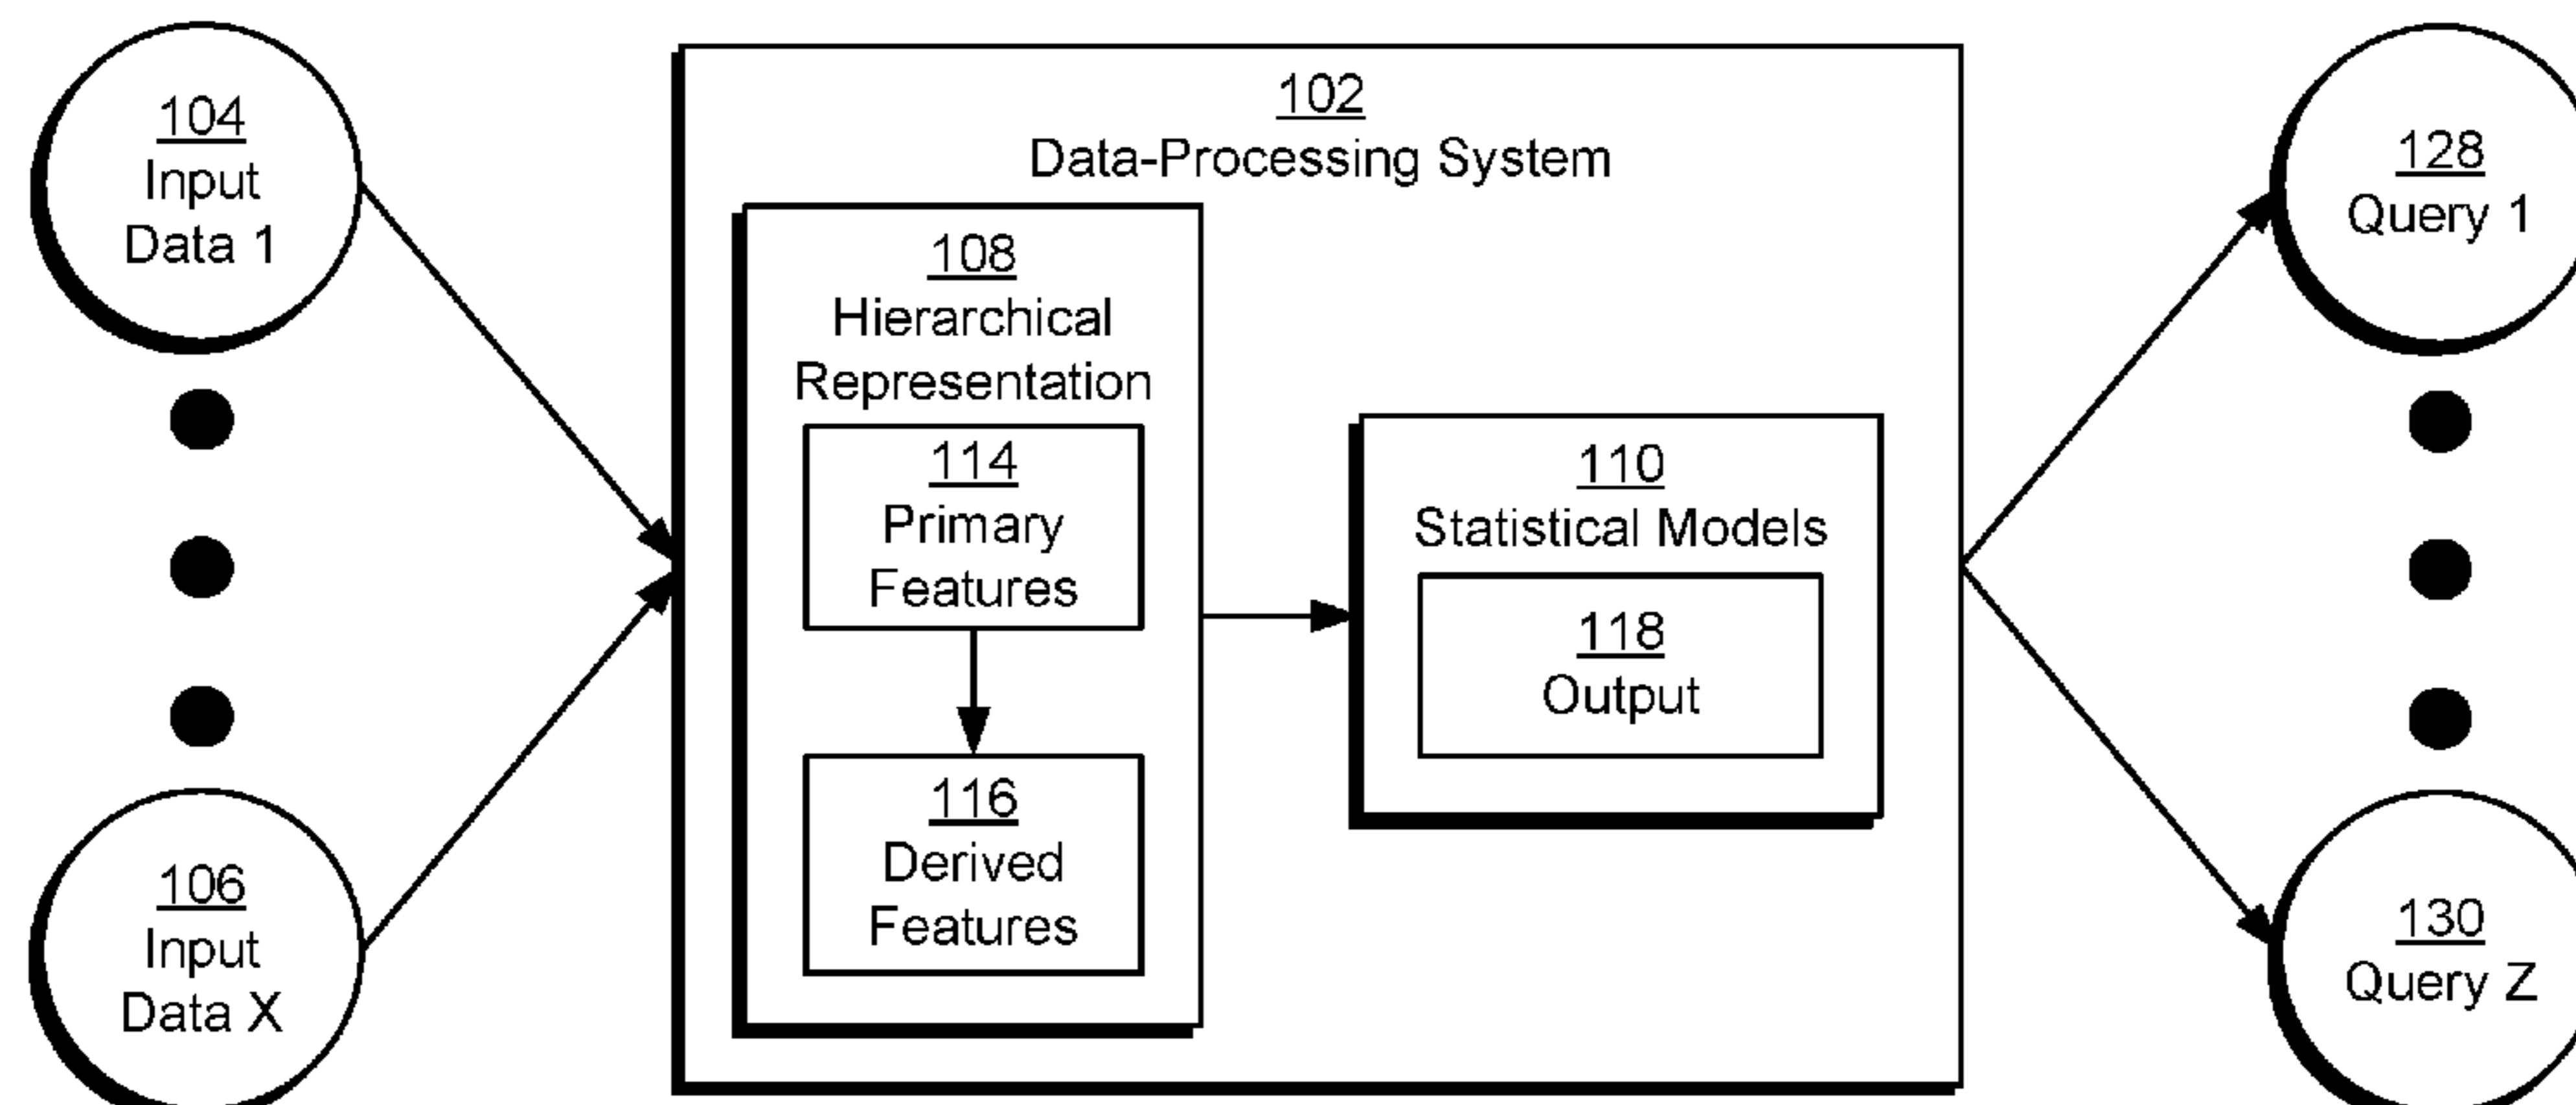 104
Input
Data 1
106
Input
Data X
102
Data-Processing System
108
Hierarchical
Representation
114
Primary
Features
116
Derived
Features
110
Statistical Models
118
Output
128
Query 1
130
Query Z